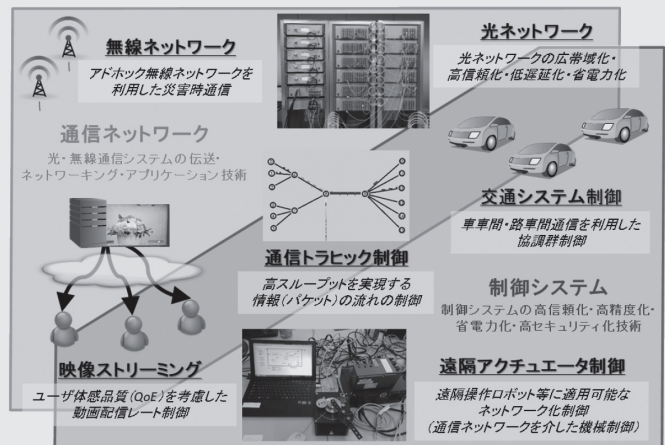 無線ネットワーク
アドホック無線ネットワークを
利用した災害時通信
光ネットワーク
光ネットワークの広帯域化・
高信頼化・低遅延化・省電力化
通信ネットワーク
光・無線通信システムの伝送・
ネットワーキング・アプリケーション技術
交通システム制御
車車間・路車間通信を利用した
協調群制御
通信トラヒック制御
高スループットを実現する
情報(パケット)の流れの制御
制御システム
制御システムの高信頼化・高精度化・
省電力化・高セキュリティ化技術
映像ストリーミング
ユーザ体感品質(QoE)を考慮した
動画配信レート制御
遠隔アクチュエータ制御
遠隔操作ロボット等に適用可能な
ネットワーク化制御
(通信ネットワークを介した機械制御)